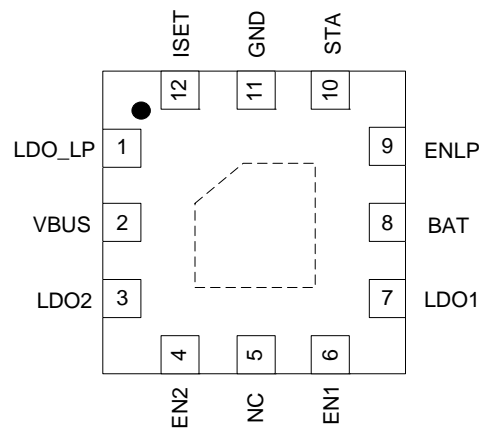 ISET GND STA
12 11 10
LDO_LP 1 9 ENLP
VBUS 2 8 BAT
LDO2 3 7 LDO1
4 5 6
EN2 NC EN1